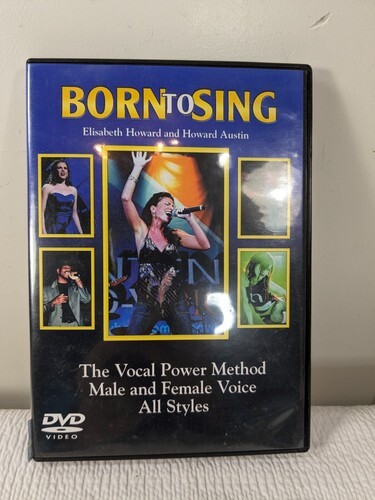 BORN TO SING
Elisabeth Howard and Howard Austin
The Vocal Power Method
Male and Female Voice
All Styles
DVD
VIDEO